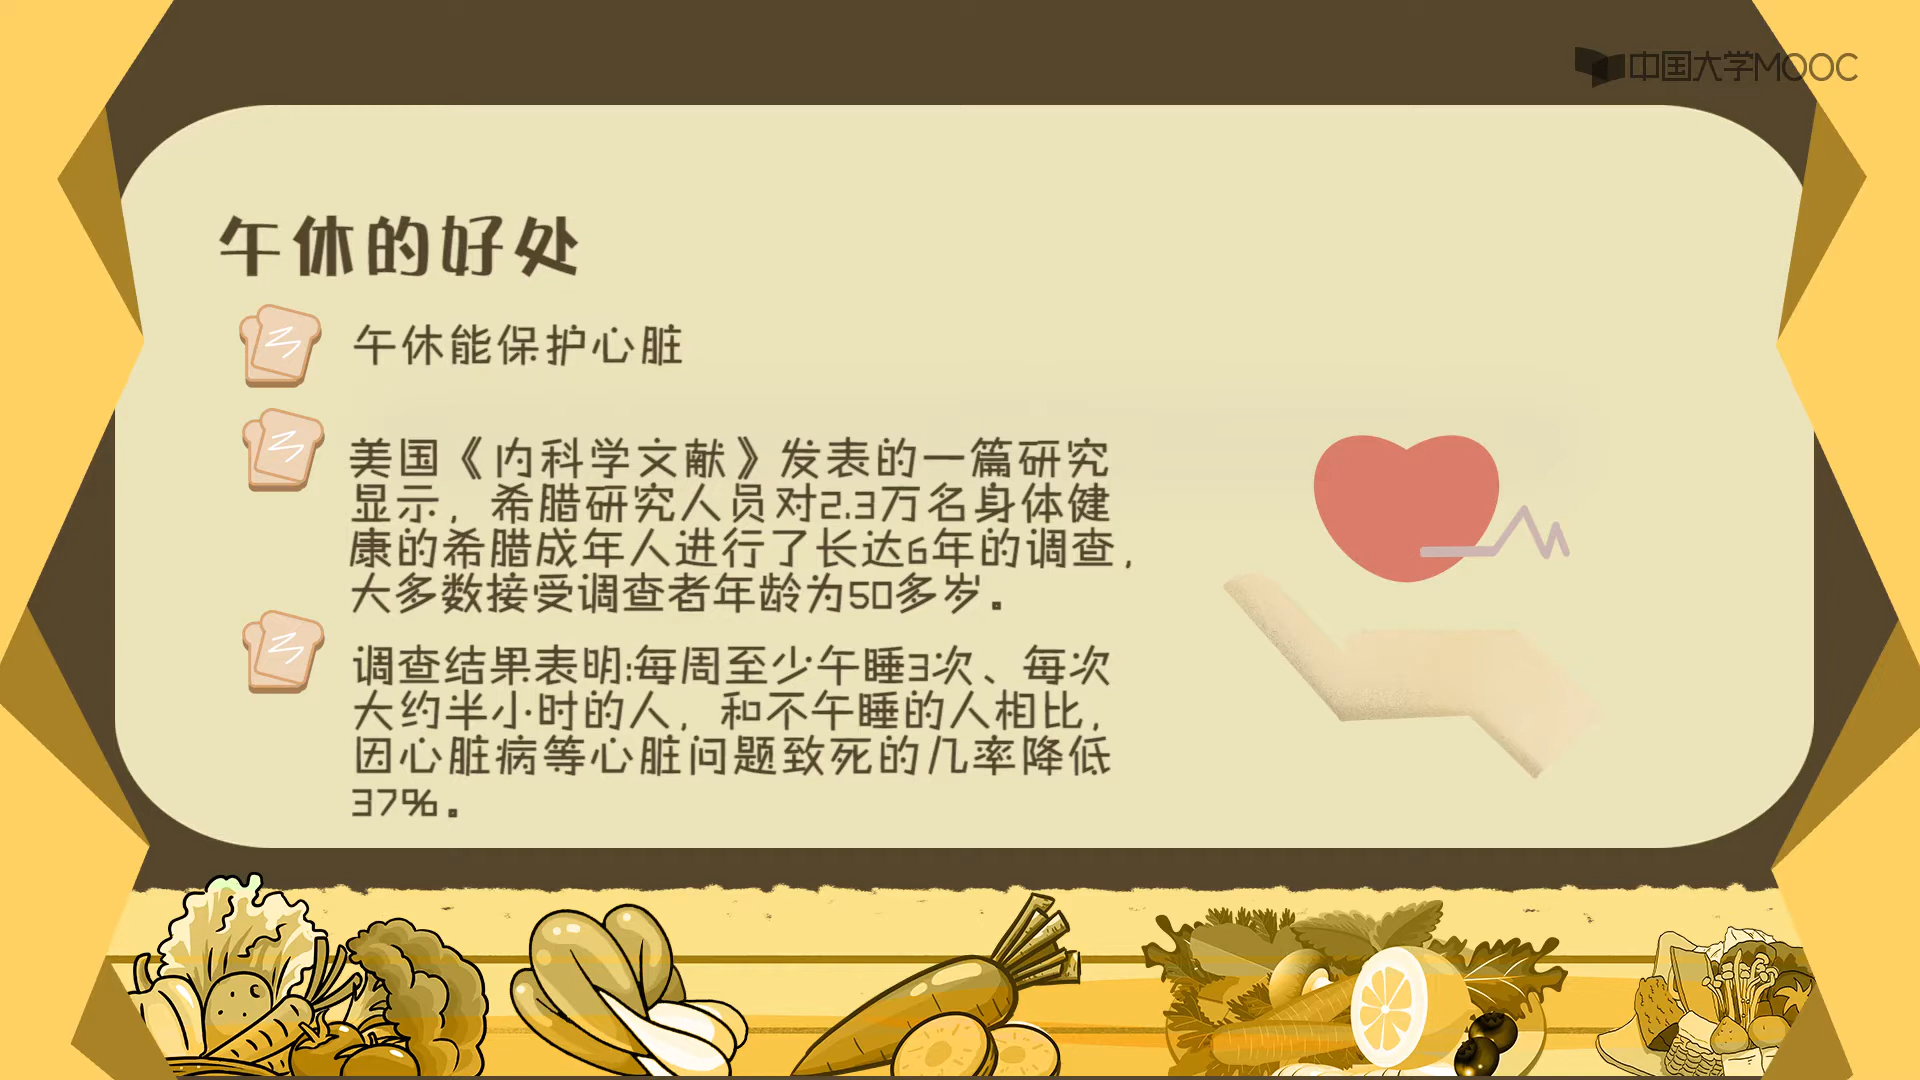 中国大学MOOC
午休的好处
午休能保护心脏
美国《内科学文献》发表的一篇研究
显示，希腊研究人员对2.3万名身体健
康的希腊成年人进行了长达6年的调查，
大多数接受调查者年龄为50多岁。
调查结果表明:每周至少午睡3次、每次
大约半小时的人，和不午睡的人相比，
因心脏病等心脏问题致死的几率降低
37%。